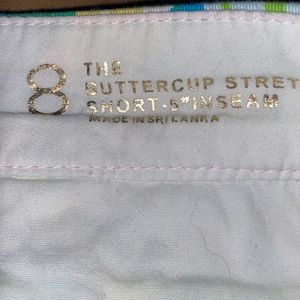 8
THE
BUTTERCUP STRET
SHORT-5" INSEAM
MADE IN SRI LANKA